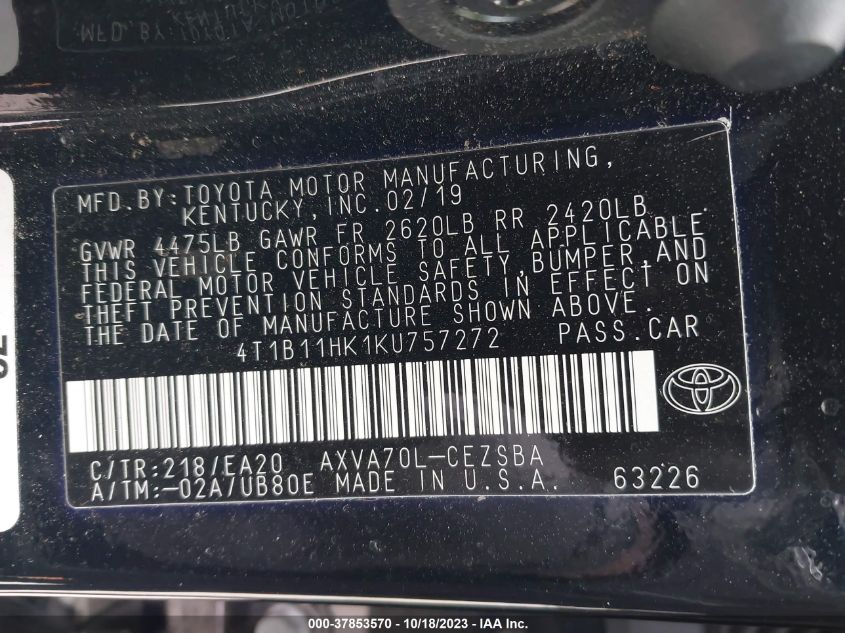 MFD. BY:
MFD. BY: TOYOTA MOTOR MANUFACTURING,
KENTUCKY, INC. 02/19
GVWR 4475LB GAWR FR 2620LB RR 2420LB
THIS VEHICLE CONFORMS TO ALL APPLICABLE
FEDERAL MOTOR VEHICLE SAFETY, BUMPER, AND
THEFT PREVENTION STANDARDS IN EFFECT ON
THE DATE OF MANUFACTURE SHOWN ABOVE.
4T1B11HK1KU757272 PASS. CAR
C/TR: 218/EA20 AXVA70L-CEZSBA
A/TM: -02A/UB80E MADE IN U.S.A. 63226
000-37853570 | 10/18/2023 - IAA Inc.